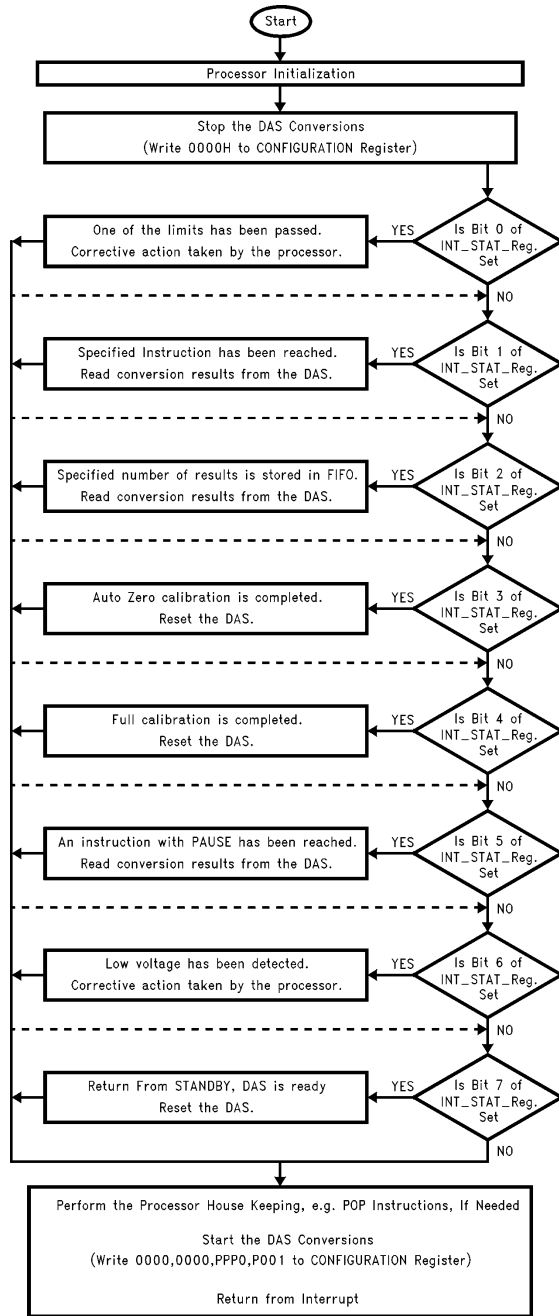 Start
Processor Initialization
Stop the DAS Conversions
(Write 0000H to CONFIGURATION Register)
Is Bit 0 of
INT_STAT_Reg.
Set
YES
One of the limits has been passed.
Corrective action taken by the processor.
NO
Is Bit 1 of
INT_STAT_Reg.
Set
YES
Specified Instruction has been reached.
Read conversion results from the DAS.
NO
Is Bit 2 of
INT_STAT_Reg.
Set
YES
Specified number of results is stored in FIFO.
Read conversion results from the DAS.
NO
Is Bit 3 of
INT_STAT_Reg.
Set
YES
Auto Zero calibration is completed.
Reset the DAS.
NO
Is Bit 4 of
INT_STAT_Reg.
Set
YES
Full calibration is completed.
Reset the DAS.
NO
Is Bit 5 of
INT_STAT_Reg.
Set
YES
An instruction with PAUSE has been reached.
Read conversion results from the DAS.
NO
Is Bit 6 of
INT_STAT_Reg.
Set
YES
Low voltage has been detected.
Corrective action taken by the processor.
NO
Is Bit 7 of
INT_STAT_Reg.
Set
YES
Return From STANDBY, DAS is ready
Reset the DAS.
NO
Perform the Processor House Keeping, e.g. POP Instructions, If Needed
Start the DAS Conversions
(Write 0000,0000,PPP0,P001 to CONFIGURATION Register)
Return from Interrupt